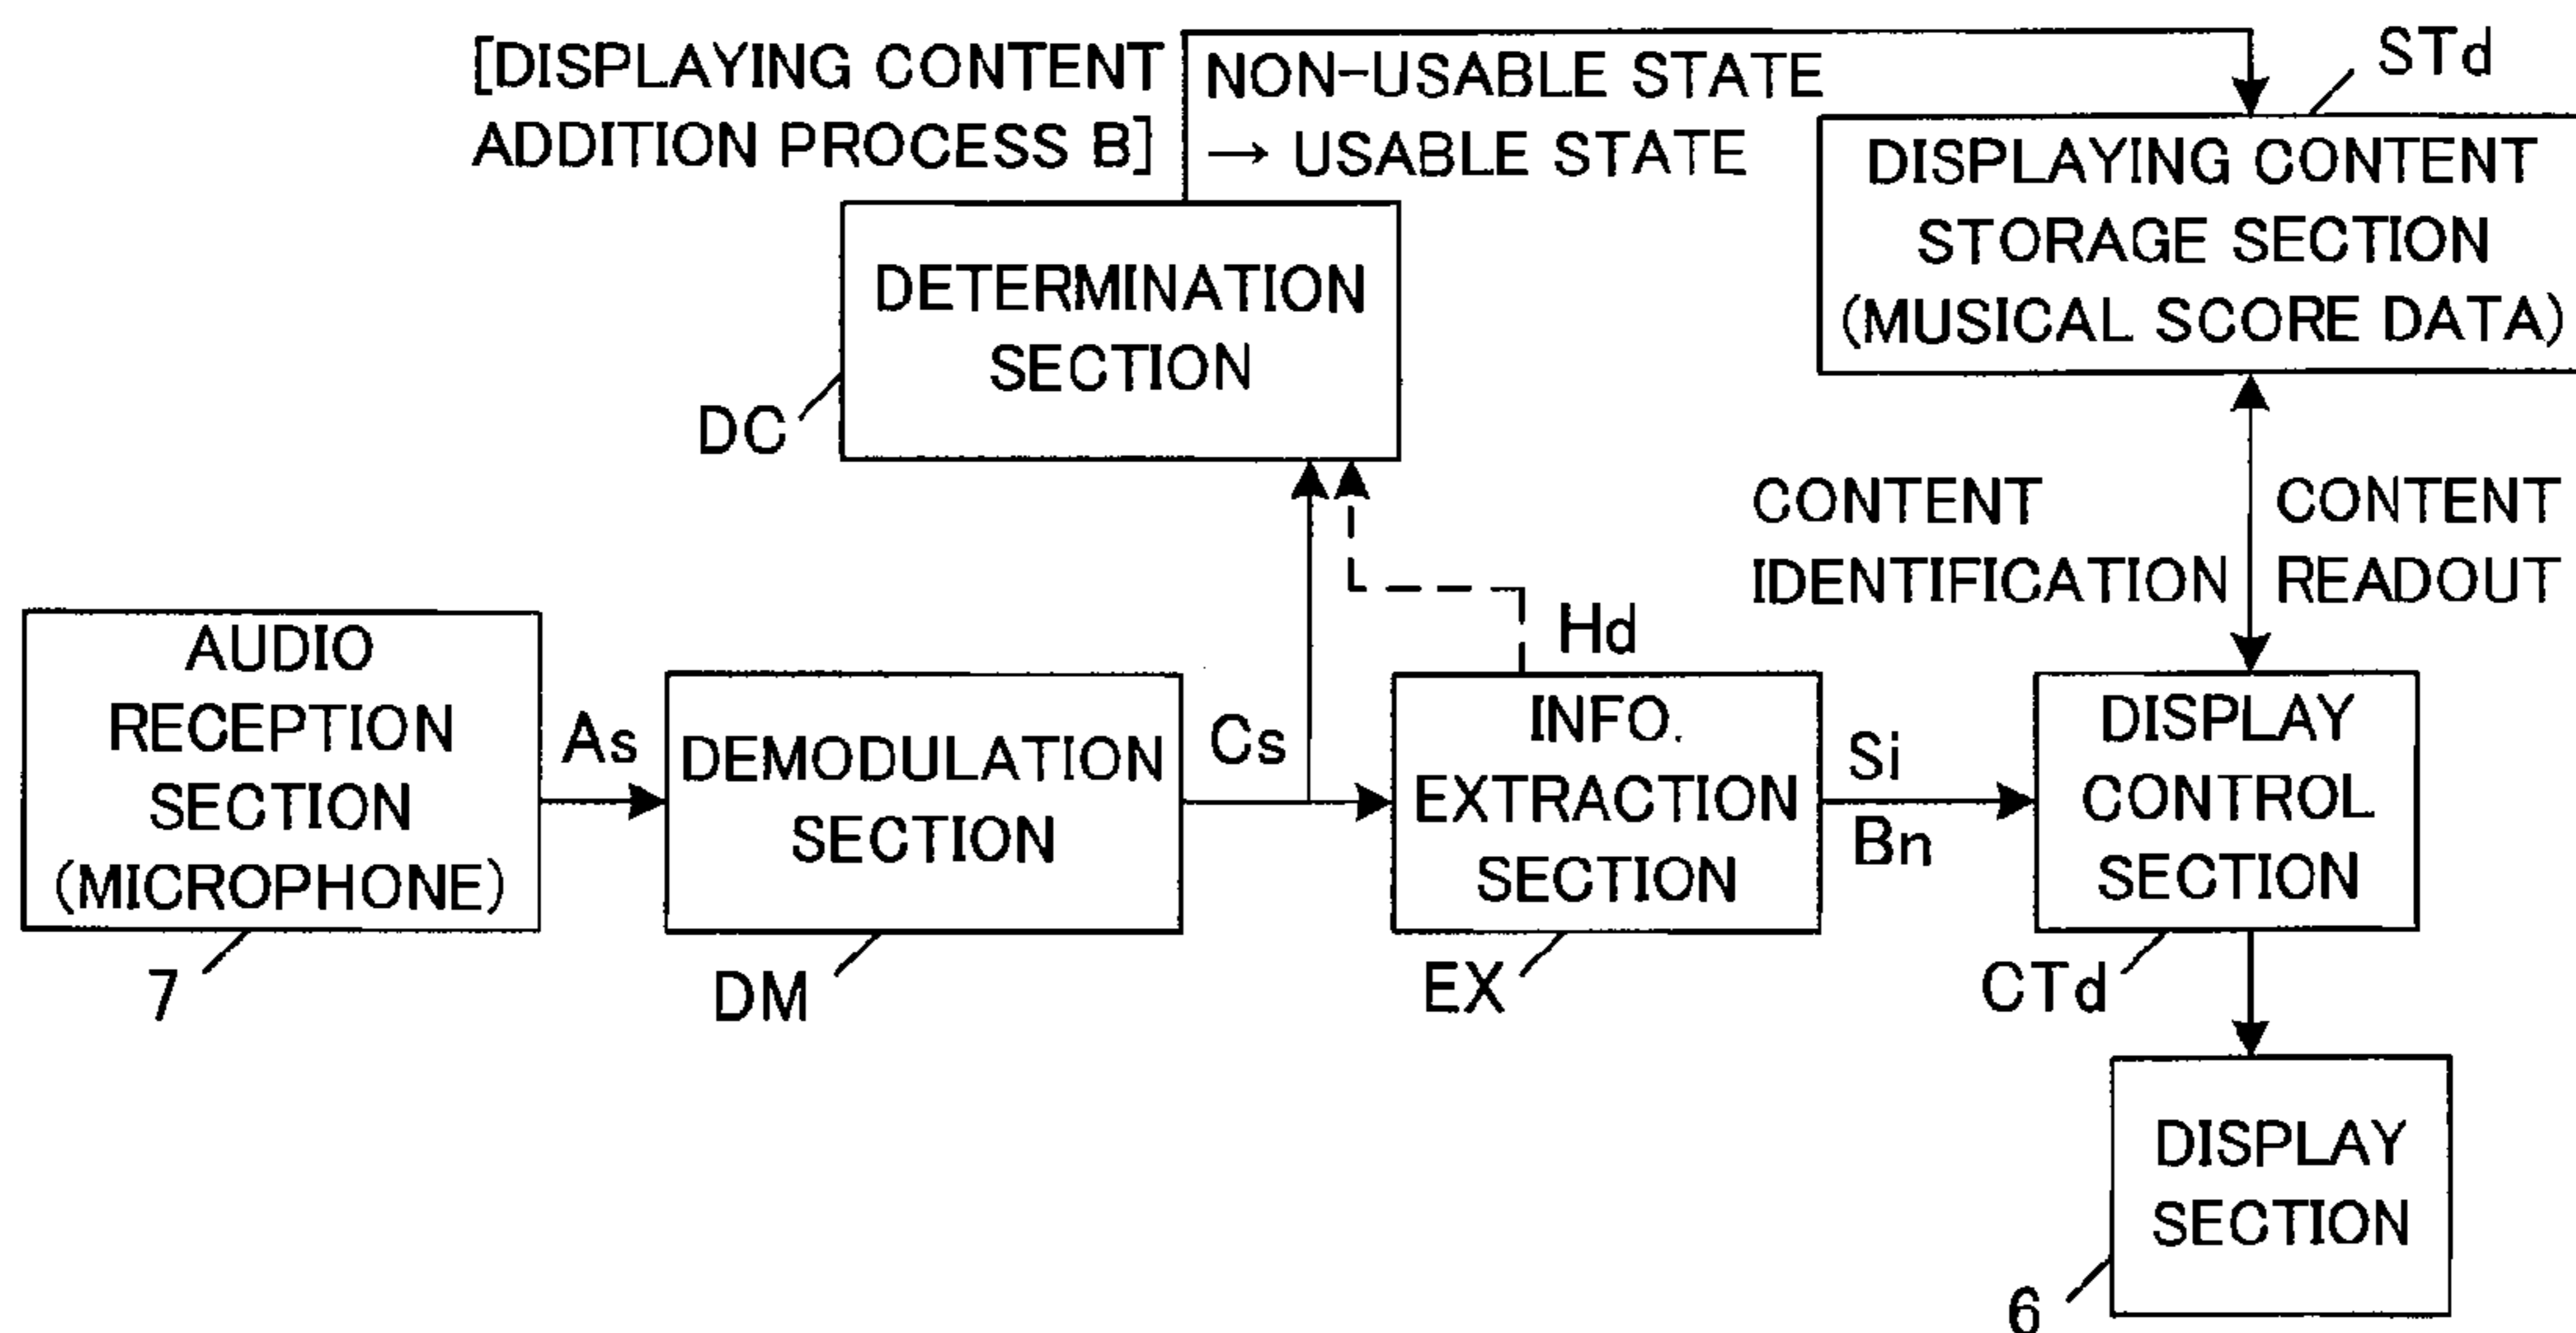 [DISPLAYING CONTENT
ADDITION PROCESS B]
NON-USABLE STATE
→ USABLE STATE
STd
DISPLAYING CONTENT
STORAGE SECTION
(MUSICAL SCORE DATA)
DETERMINATION
SECTION
DC
CONTENT
IDENTIFICATION
CONTENT
READOUT
AUDIO
RECEPTION
SECTION
(MICROPHONE)
7
As
DEMODULATION
SECTION
DM
Cs
Hd
INFO.
EXTRACTION
SECTION
EX
Si
Bn
DISPLAY
CONTROL
SECTION
CTd
DISPLAY
SECTION
6